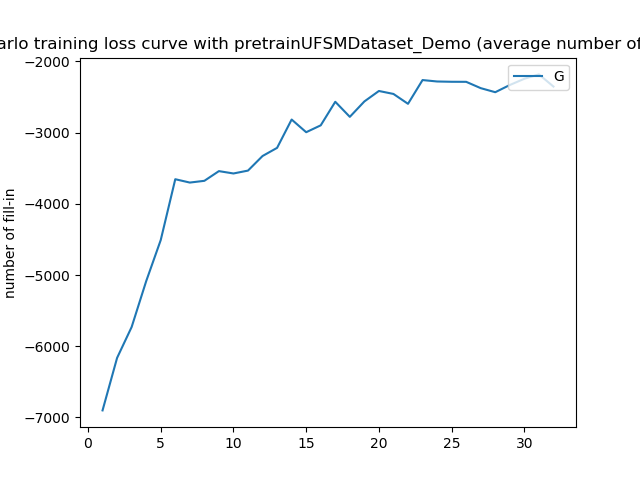 arlo training loss curve with pretrainUFSMDataset_Demo (average number of
G
−2000
−3000
−4000
−5000
−6000
−7000
number of fill-in
0 5 10 15 20 25 30